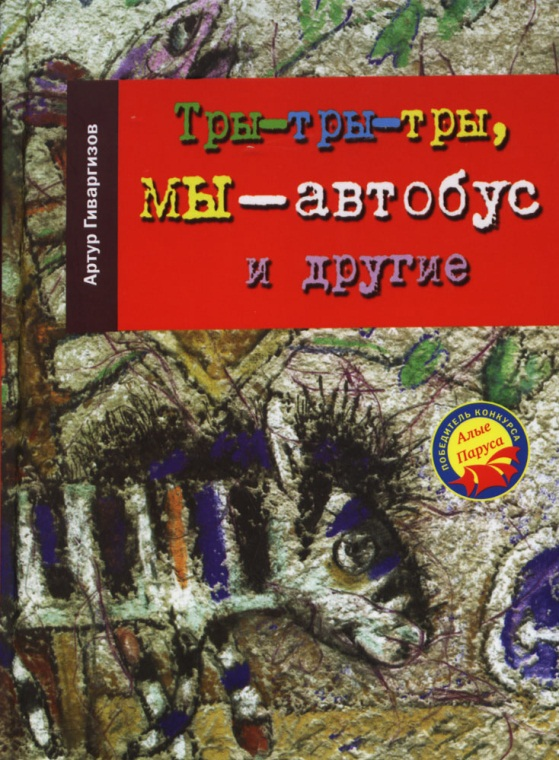 Артур Гиваргизов
Тры-тры-тры,
мы-автобус
и другие
ПОБЕДИТЕЛЬ КОНКУРСА
Алые
Паруса